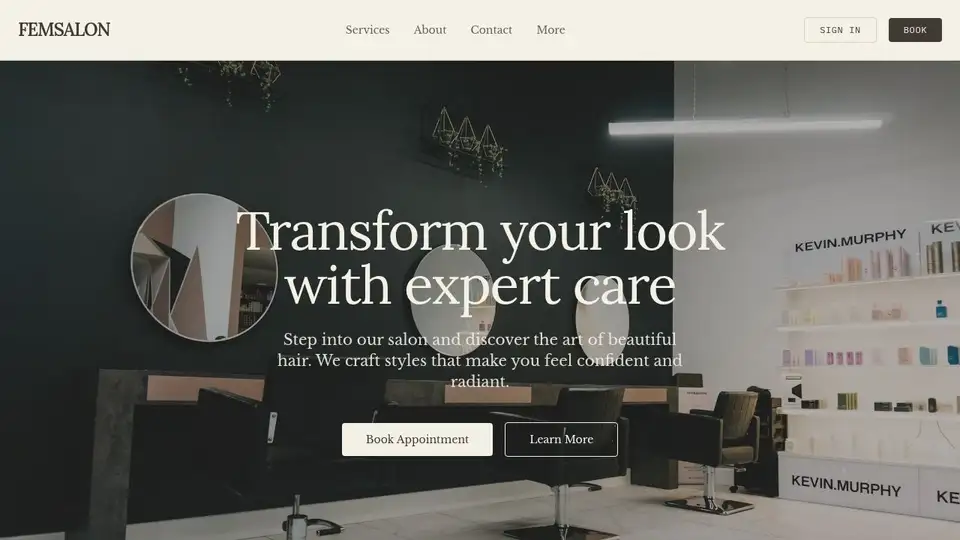 FEMSALON
Services About Contact More
SIGN IN BOOK
Transform your look
with expert care
Step into our salon and discover the art of beautiful
hair. We craft styles that make you feel confident and
radiant.
Book Appointment Learn More
KEVIN.MURPHY KE
KEVIN.MURPHY KE